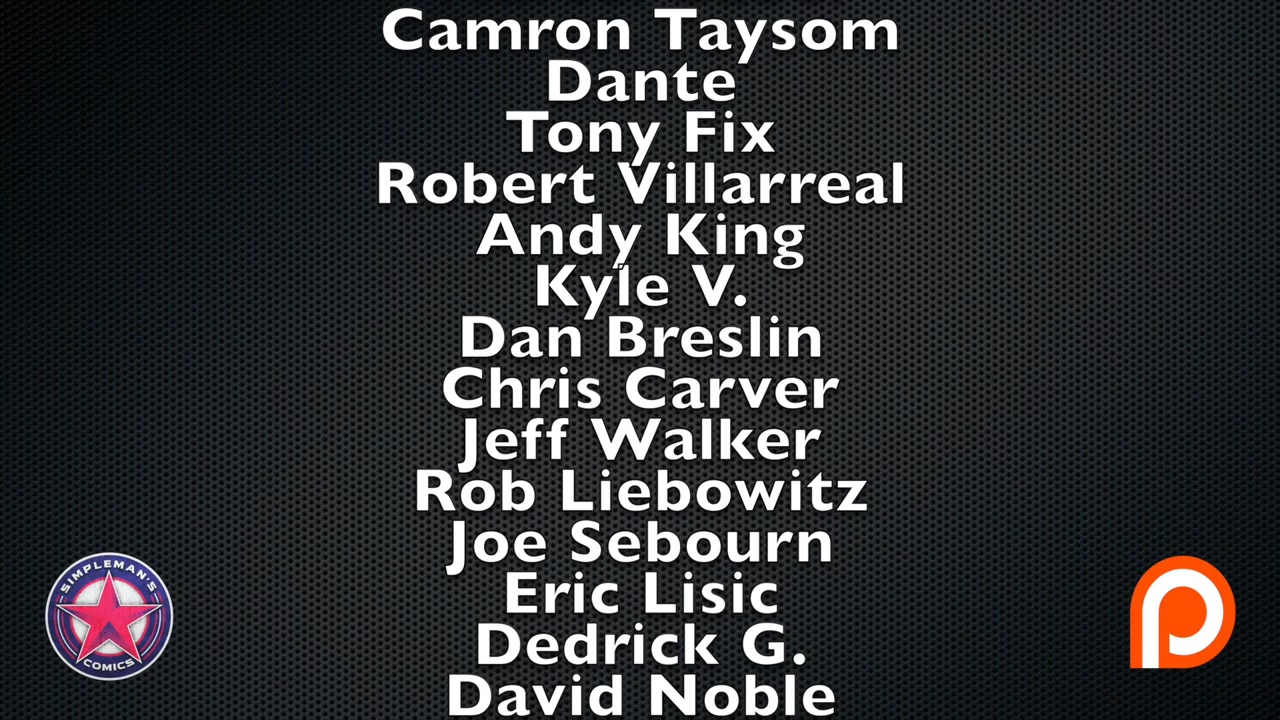 Camron Taysom
Dante
Tony Fix
Robert Villarreal
Andy King
Kyle V.
Dan Breslin
Chris Carver
Jeff Walker
Rob Liebowitz
Joe Sebourn
Eric Lisic
Dedrick G.
David Noble
SIMPLEMAN'S
COMICS